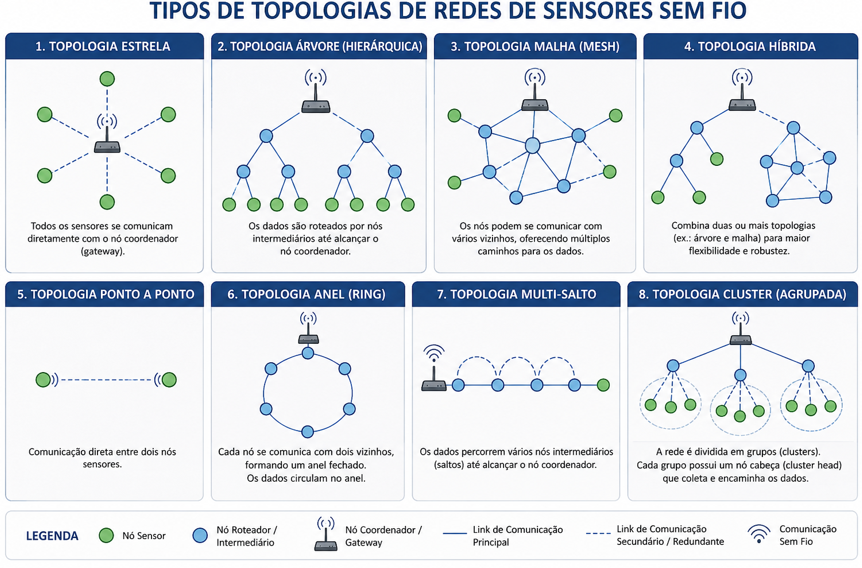 TIPOS DE TOPOLOGIAS DE REDES DE SENSORES SEM FIO
1. TOPOLOGIA ESTRELA
Todos os sensores se comunicam
diretamente com o nó coordenador
(gateway).
2. TOPOLOGIA ÁRVORE (HIERÁRQUICA)
Os dados são roteados por nós
intermediários até alcançar o
nó coordenador.
3. TOPOLOGIA MALHA (MESH)
Os nós podem se comunicar com
vários vizinhos, oferecendo múltiplos
caminhos para os dados.
4. TOPOLOGIA HÍBRIDA
Combina duas ou mais topologias
(ex.: árvore e malha) para maior
flexibilidade e robustez.
5. TOPOLOGIA PONTO A PONTO
Comunicação direta entre dois nós
sensores.
6. TOPOLOGIA ANEL (RING)
Cada nó se comunica com dois vizinhos,
formando um anel fechado.
Os dados circulam no anel.
7. TOPOLOGIA MULTI-SALTO
Os dados percorrem vários nós intermediários
(saltos) até alcançar o nó coordenador.
8. TOPOLOGIA CLUSTER (AGRUPADA)
A rede é dividida em grupos (clusters).
Cada grupo possui um nó cabeça (cluster head)
que coleta e encaminha os dados.
LEGENDA
Nó Sensor
Nó Roteador /
Intermediário
Nó Coordenador /
Gateway
Link de Comunicação
Principal
Link de Comunicação
Secundário / Redundante
Comunicação
Sem Fio